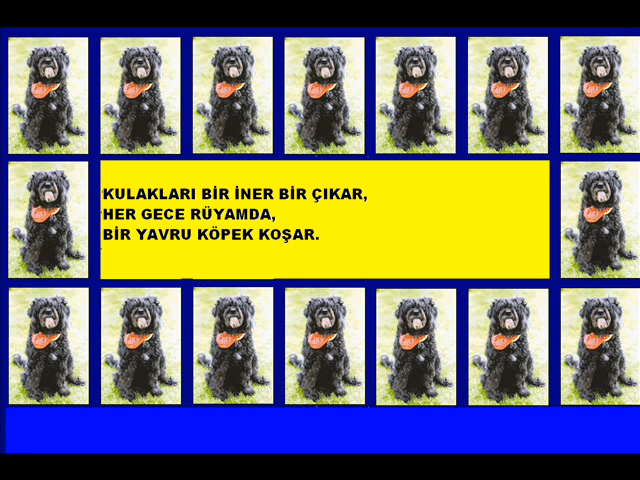 KULAKLARI BİR İNER BİR ÇIKAR,
HER GECE RÜYAMDA,
BİR YAVRU KÖPEK KOŞAR.